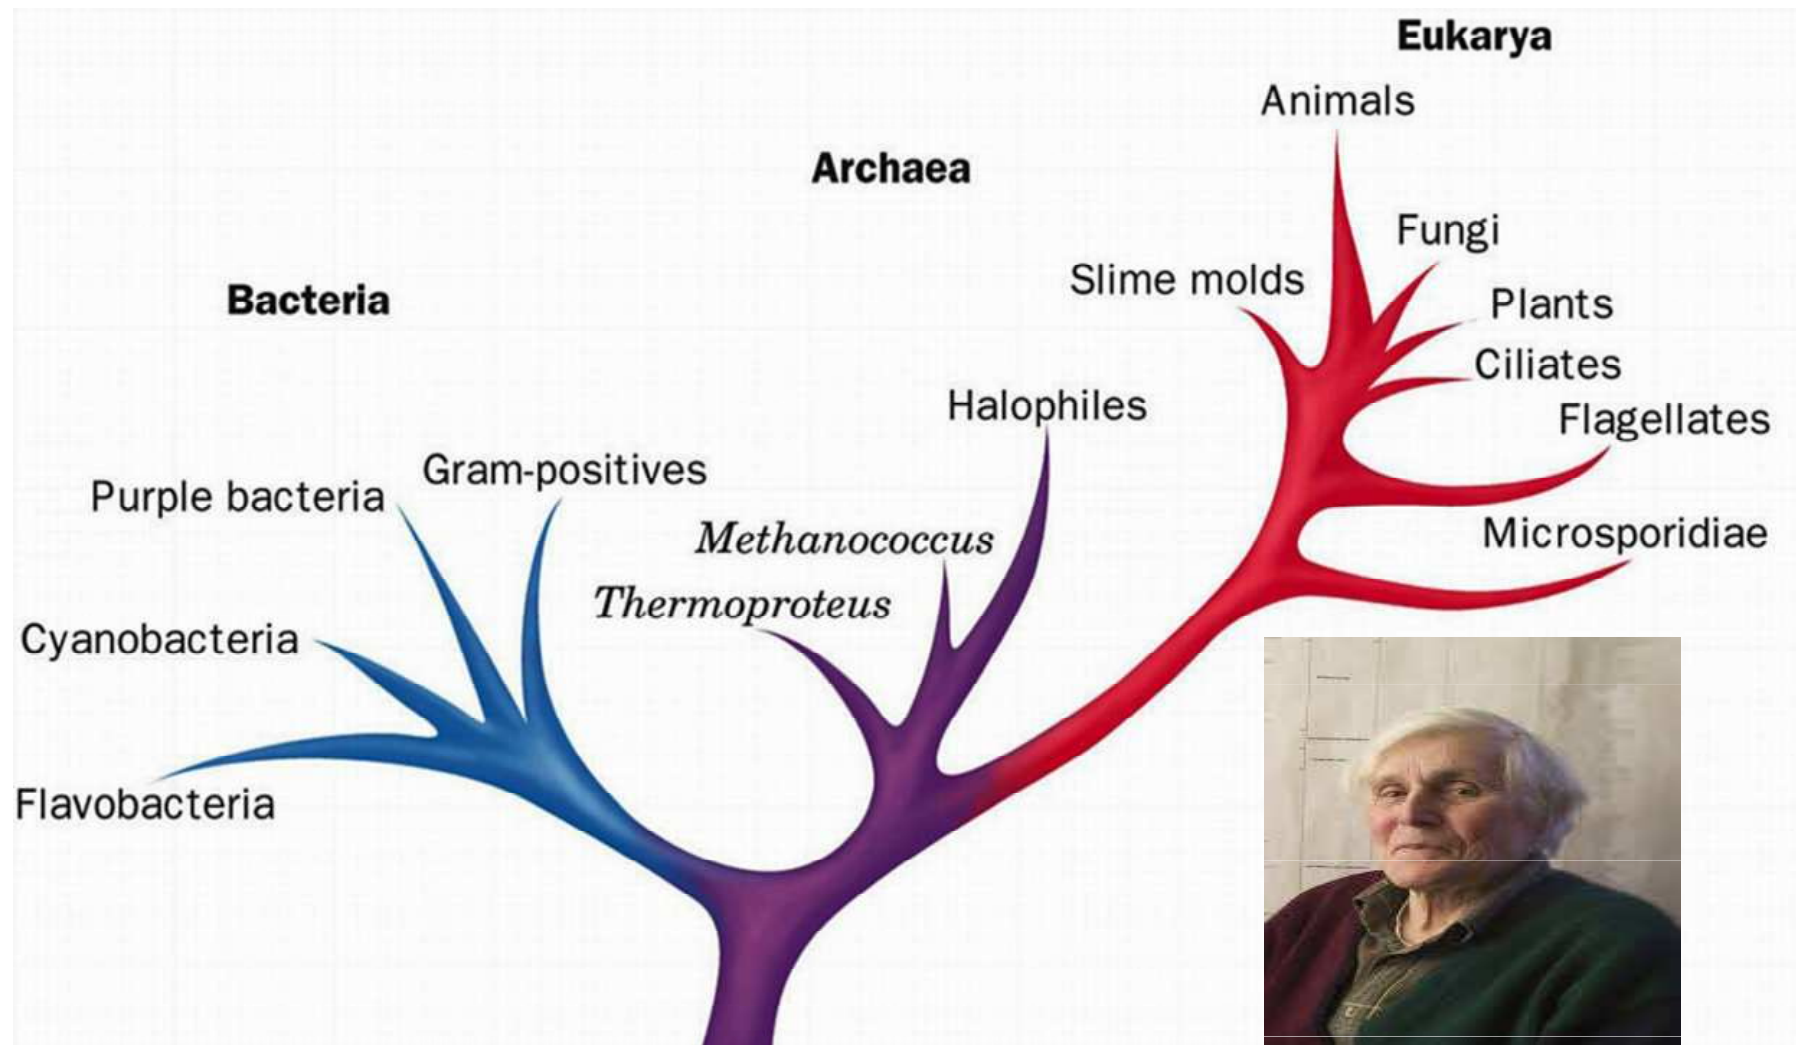 Eukarya
Animals
Archaea
Fungi
Slime molds
Bacteria
Plants
Ciliates
Halophiles
Flagellates
Gram-positives
Purple bacteria
Methanococcus
Microsporidiae
Thermoproteus
Cyanobacteria
Flavobacteria